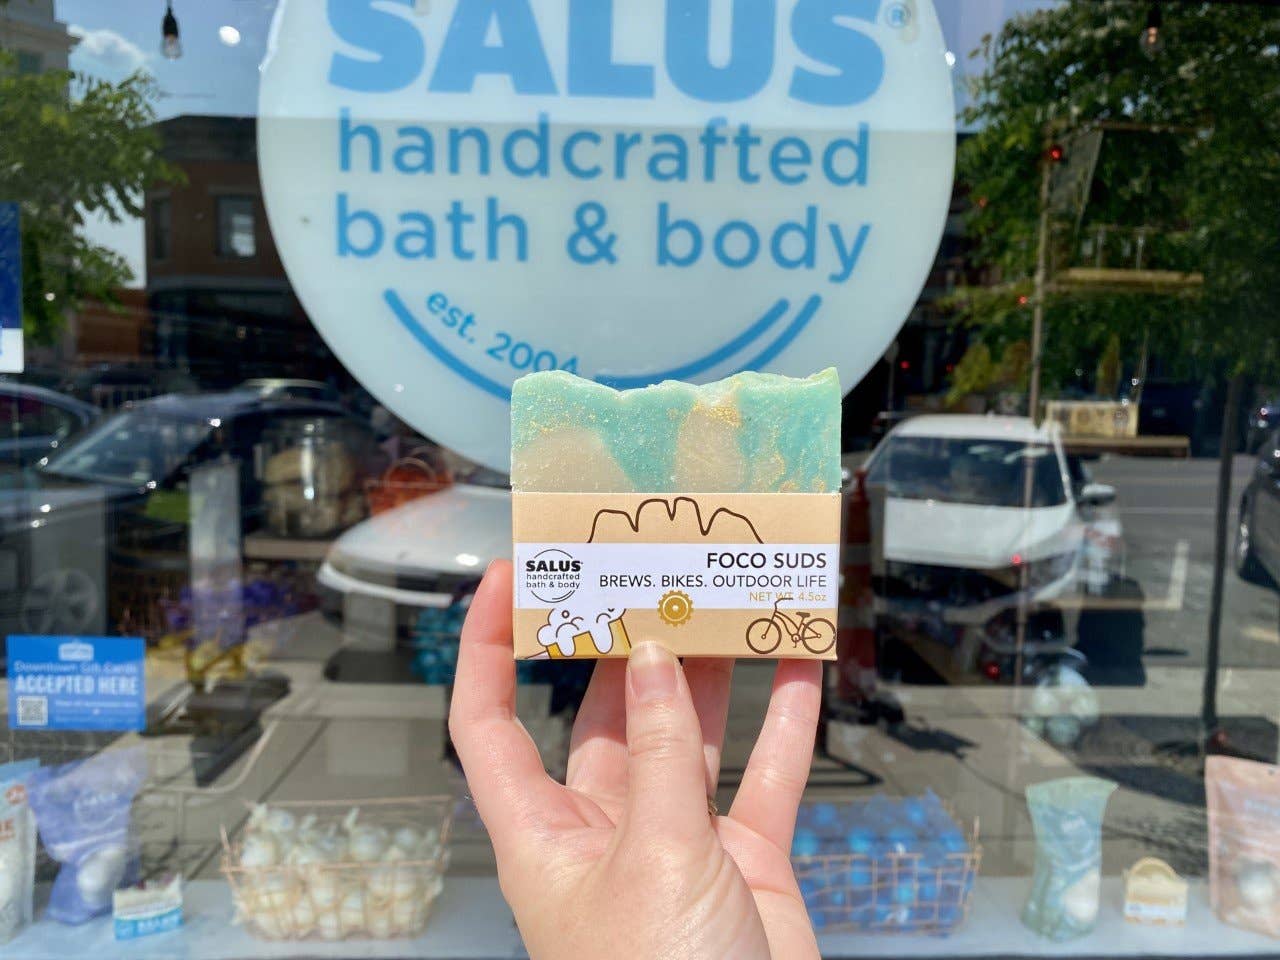 SALUS®
handcrafted
bath & body
est. 2004
SALUS
handcrafted
bath & body
FOCO SUDS
BREWS. BIKES. OUTDOOR LIFE
NET WT. 4.5oz
Downtown Gift Cards
ACCEPTED HERE